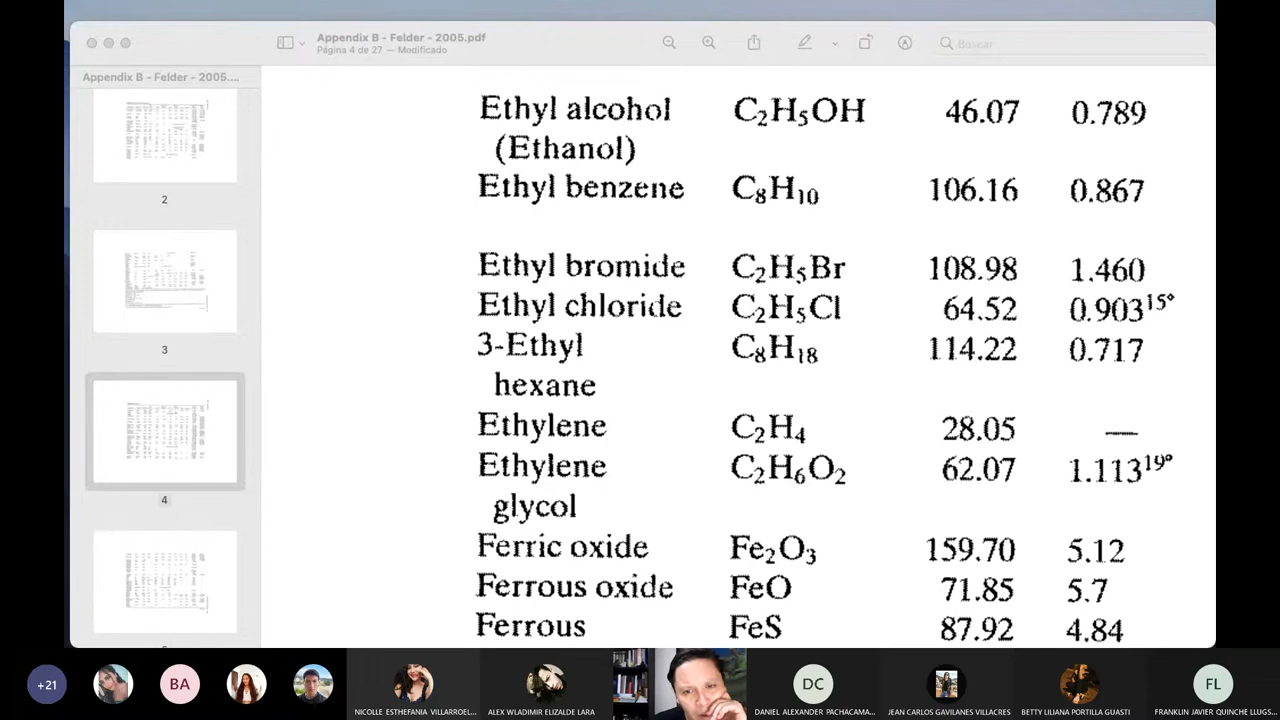 Appendix B - Felder - 2005.pdf
Página 4 de 27 — Modificado
Buscar
Appendix B - Felder - 2005....
2
3
4
Ethyl alcohol C2H5OH 46.07 0.789
(Ethanol)
Ethyl benzene C8H10 106.16 0.867
Ethyl bromide C2H5Br 108.98 1.460
Ethyl chloride C2H5Cl 64.52 0.903^15°
3-Ethyl C8H18 114.22 0.717
hexane
Ethylene C2H4 28.05 —
Ethylene C2H6O2 62.07 1.113^19°
glycol
Ferric oxide Fe2O3 159.70 5.12
Ferrous oxide FeO 71.85 5.7
Ferrous FeS 87.92 4.84
+21
BA
NICOLLE ESTHEFANIA VILLARROEL...
ALEX WLADIMIR ELIZALDE LARA
DC
DANIEL ALEXANDER PACHACAMA...
JEAN CARLOS GAVILANES VILLACRES
BETTY LILIANA PORTILLA GUASTI
FL
FRANKLIN JAVIER QUINCHE LLUGS...